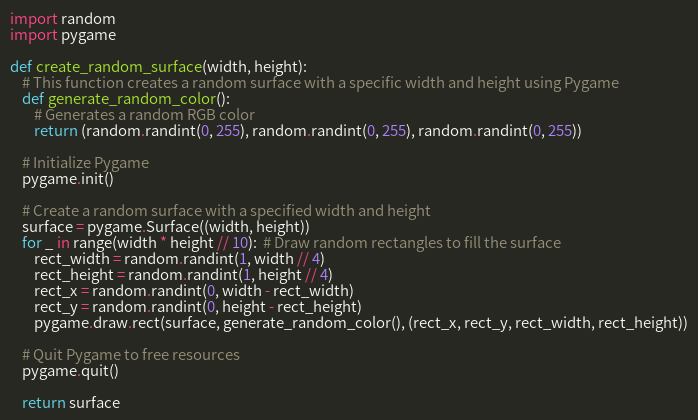 import random
import pygame

def create_random_surface(width, height):
    # This function creates a random surface with a specific width and height using Pygame
    def generate_random_color():
        # Generates a random RGB color
        return (random.randint(0, 255), random.randint(0, 255), random.randint(0, 255))

    # Initialize Pygame
    pygame.init()

    # Create a random surface with a specified width and height
    surface = pygame.Surface((width, height))
    for _ in range(width * height // 10):  # Draw random rectangles to fill the surface
        rect_width = random.randint(1, width // 4)
        rect_height = random.randint(1, height // 4)
        rect_x = random.randint(0, width - rect_width)
        rect_y = random.randint(0, height - rect_height)
        pygame.draw.rect(surface, generate_random_color(), (rect_x, rect_y, rect_width, rect_height))

    # Quit Pygame to free resources
    pygame.quit()

    return surface